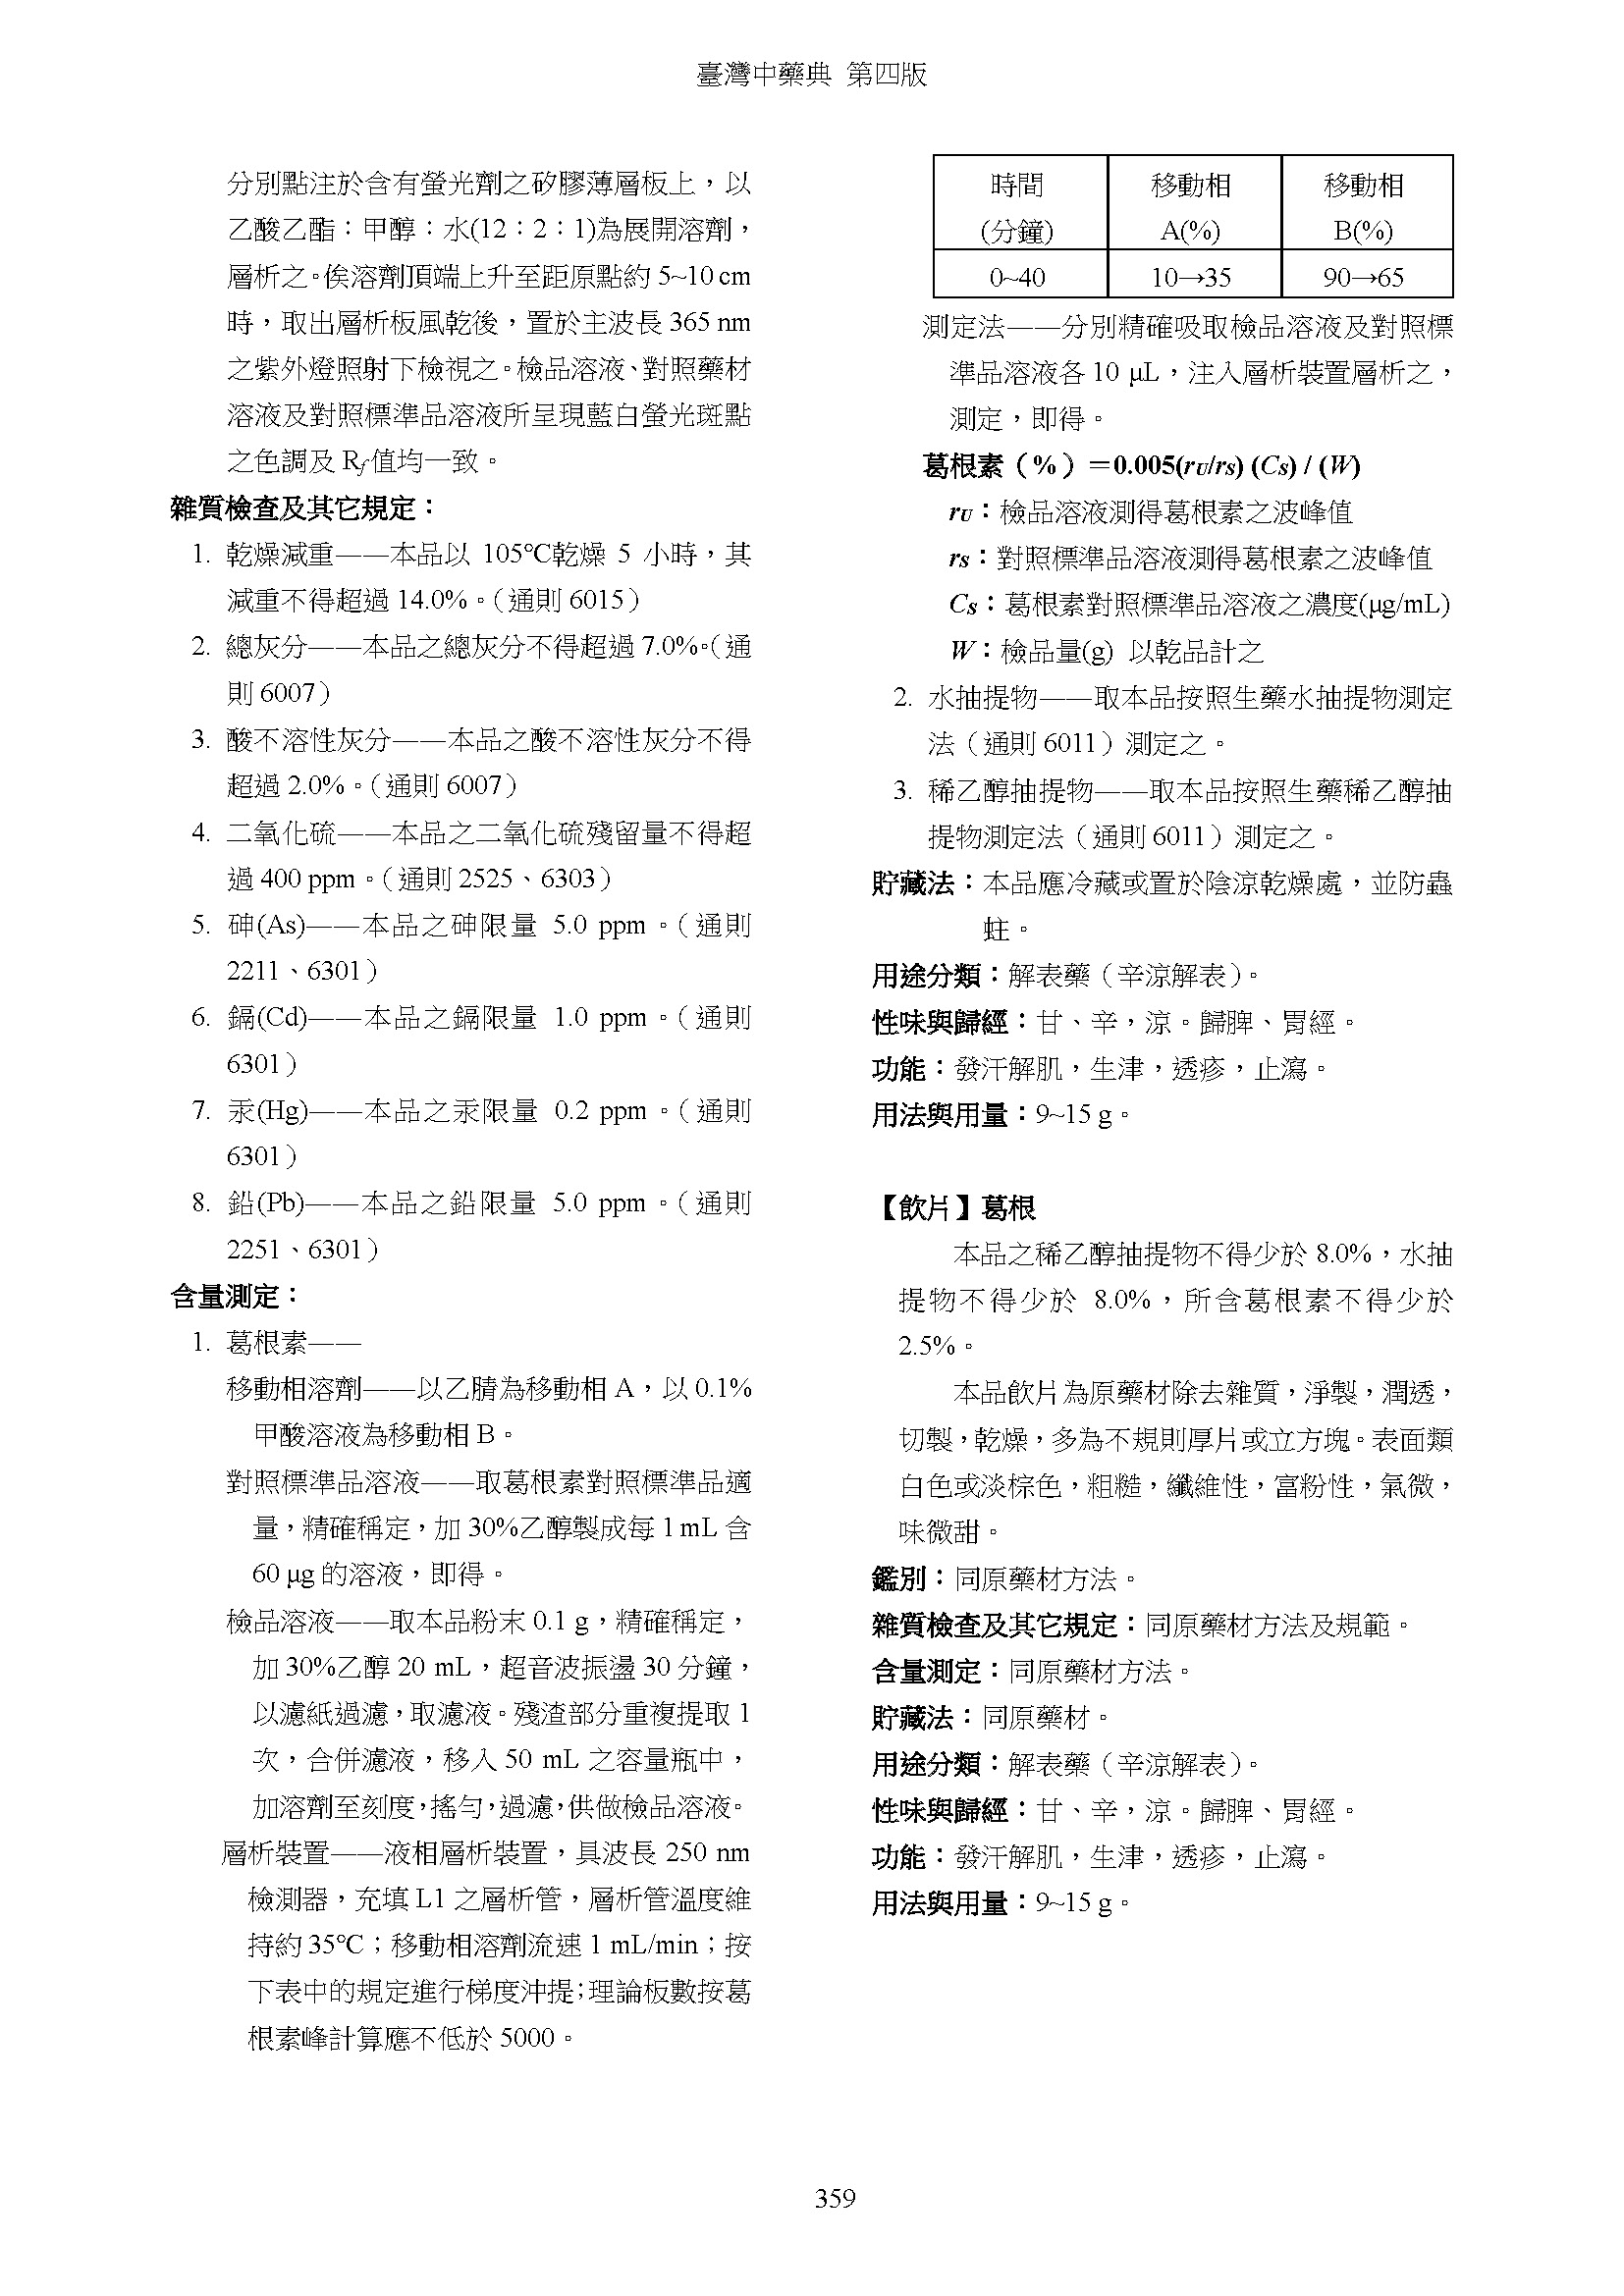 臺灣中藥典 第四版
分別點注於含有螢光劑之矽膠薄層板上，以
乙酸乙酯：甲醇：水(12：2：1)為展開溶劑，
層析之。俟溶劑頂端上升至距原點約 5~10 cm
時，取出層析板風乾後，置於主波長 365 nm
之紫外燈照射下檢視之。檢品溶液、對照藥材
溶液及對照標準品溶液所呈現藍白螢光斑點
之色調及 Rf值均一致。
雜質檢查及其它規定：
1. 乾燥減重——本品以 105℃乾燥 5 小時，其
減重不得超過 14.0%。（通則 6015）
2. 總灰分——本品之總灰分不得超過 7.0%。（通
則 6007）
3. 酸不溶性灰分——本品之酸不溶性灰分不得
超過 2.0%。（通則 6007）
4. 二氧化硫——本品之二氧化硫殘留量不得超
過 400 ppm。（通則 2525、6303）
5. 砷(As)——本品之砷限量 5.0 ppm。（通則
2211、6301）
6. 鎘(Cd)——本品之鎘限量 1.0 ppm。（通則
6301）
7. 汞(Hg)——本品之汞限量 0.2 ppm。（通則
6301）
8. 鉛(Pb)——本品之鉛限量 5.0 ppm。（通則
2251、6301）
含量測定：
1. 葛根素——
移動相溶劑——以乙腈為移動相 A，以 0.1%
甲酸溶液為移動相 B。
對照標準品溶液——取葛根素對照標準品適
量，精確稱定，加 30%乙醇製成每 1 mL 含
60 μg 的溶液，即得。
檢品溶液——取本品粉末 0.1 g，精確稱定，
加 30%乙醇 20 mL，超音波振盪 30 分鐘，
以濾紙過濾，取濾液。殘渣部分重複提取 1
次，合併濾液，移入 50 mL 之容量瓶中，
加溶劑至刻度，搖勻，過濾，供做檢品溶液。
層析裝置——液相層析裝置，具波長 250 nm
檢測器，充填 L1 之層析管，層析管溫度維
持約 35℃；移動相溶劑流速 1 mL/min；按
下表中的規定進行梯度沖提；理論板數按葛
根素峰計算應不低於 5000。
時間 移動相 移動相
(分鐘) A(%) B(%)
0~40 10→35 90→65
測定法——分別精確吸取檢品溶液及對照標
準品溶液各 10 μL，注入層析裝置層析之，
測定，即得。
葛根素（%）＝0.005(rU/rS) (CS) / (W)
rU：檢品溶液測得葛根素之波峰值
rS：對照標準品溶液測得葛根素之波峰值
CS：葛根素對照標準品溶液之濃度(μg/mL)
W：檢品量(g) 以乾品計之
2. 水抽提物——取本品按照生藥水抽提物測定
法（通則 6011）測定之。
3. 稀乙醇抽提物——取本品按照生藥稀乙醇抽
提物測定法（通則 6011）測定之。
貯藏法：本品應冷藏或置於陰涼乾燥處，並防蟲
蛀。
用途分類：解表藥（辛涼解表）。
性味與歸經：甘、辛，涼。歸脾、胃經。
功能：發汗解肌，生津，透疹，止瀉。
用法與用量：9~15 g。
【飲片】葛根
本品之稀乙醇抽提物不得少於 8.0%，水抽
提物不得少於 8.0%，所含葛根素不得少於
2.5%。
本品飲片為原藥材除去雜質，淨製，潤透，
切製，乾燥，多為不規則厚片或立方塊。表面類
白色或淡棕色，粗糙，纖維性，富粉性，氣微，
味微甜。
鑑別：同原藥材方法。
雜質檢查及其它規定：同原藥材方法及規範。
含量測定：同原藥材方法。
貯藏法：同原藥材。
用途分類：解表藥（辛涼解表）。
性味與歸經：甘、辛，涼。歸脾、胃經。
功能：發汗解肌，生津，透疹，止瀉。
用法與用量：9~15 g。
359